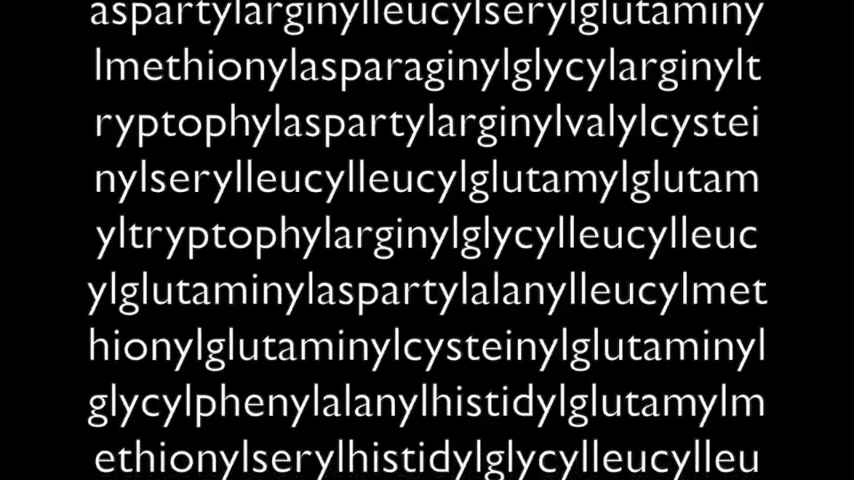 aspartylarginylleucylserylglutaminy
lmethionylasparaginylglycylarginylt
ryptophylaspartylarginylvalylcystei
nylserylleucylleucylglutamylglutam
yltryptophylarginylglycylleucylleuc
ylglutaminylaspartylalanylleucylmet
hionylglutaminylcysteinylglutaminyl
glycylphenylalanylhistidylglutamylm
ethionylserylhistidylglycylleucylleu